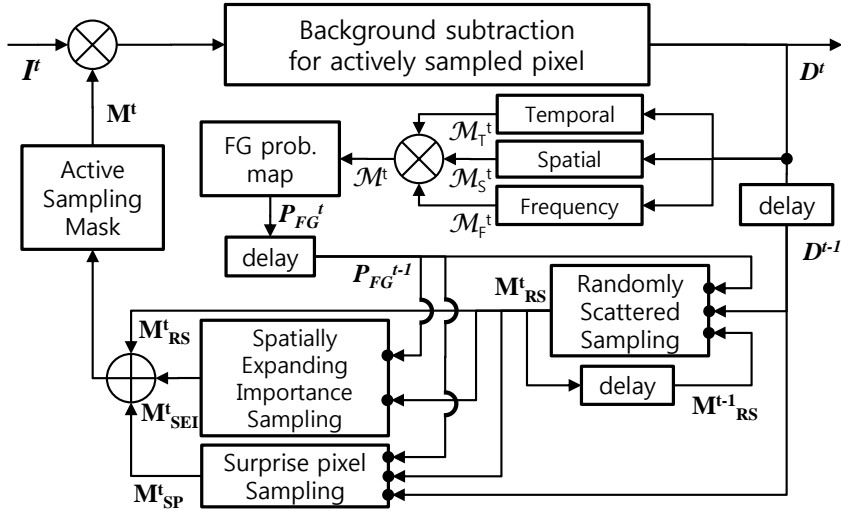 Background subtraction
for actively sampled pixel
I^t
D^t
M^t
Temporal
Spatial
Frequency
ℳ_T^t
ℳ_S^t
ℳ_F^t
ℳ^t
FG prob.
map
Active
Sampling
Mask
P_FG^t
delay
delay
D^t-1
P_FG^t-1
M^t_RS
Randomly
Scattered
Sampling
M^t_RS
Spatially
Expanding
Importance
Sampling
delay
M^t-1_RS
M^t_SEI
Surprise pixel
Sampling
M^t_SP